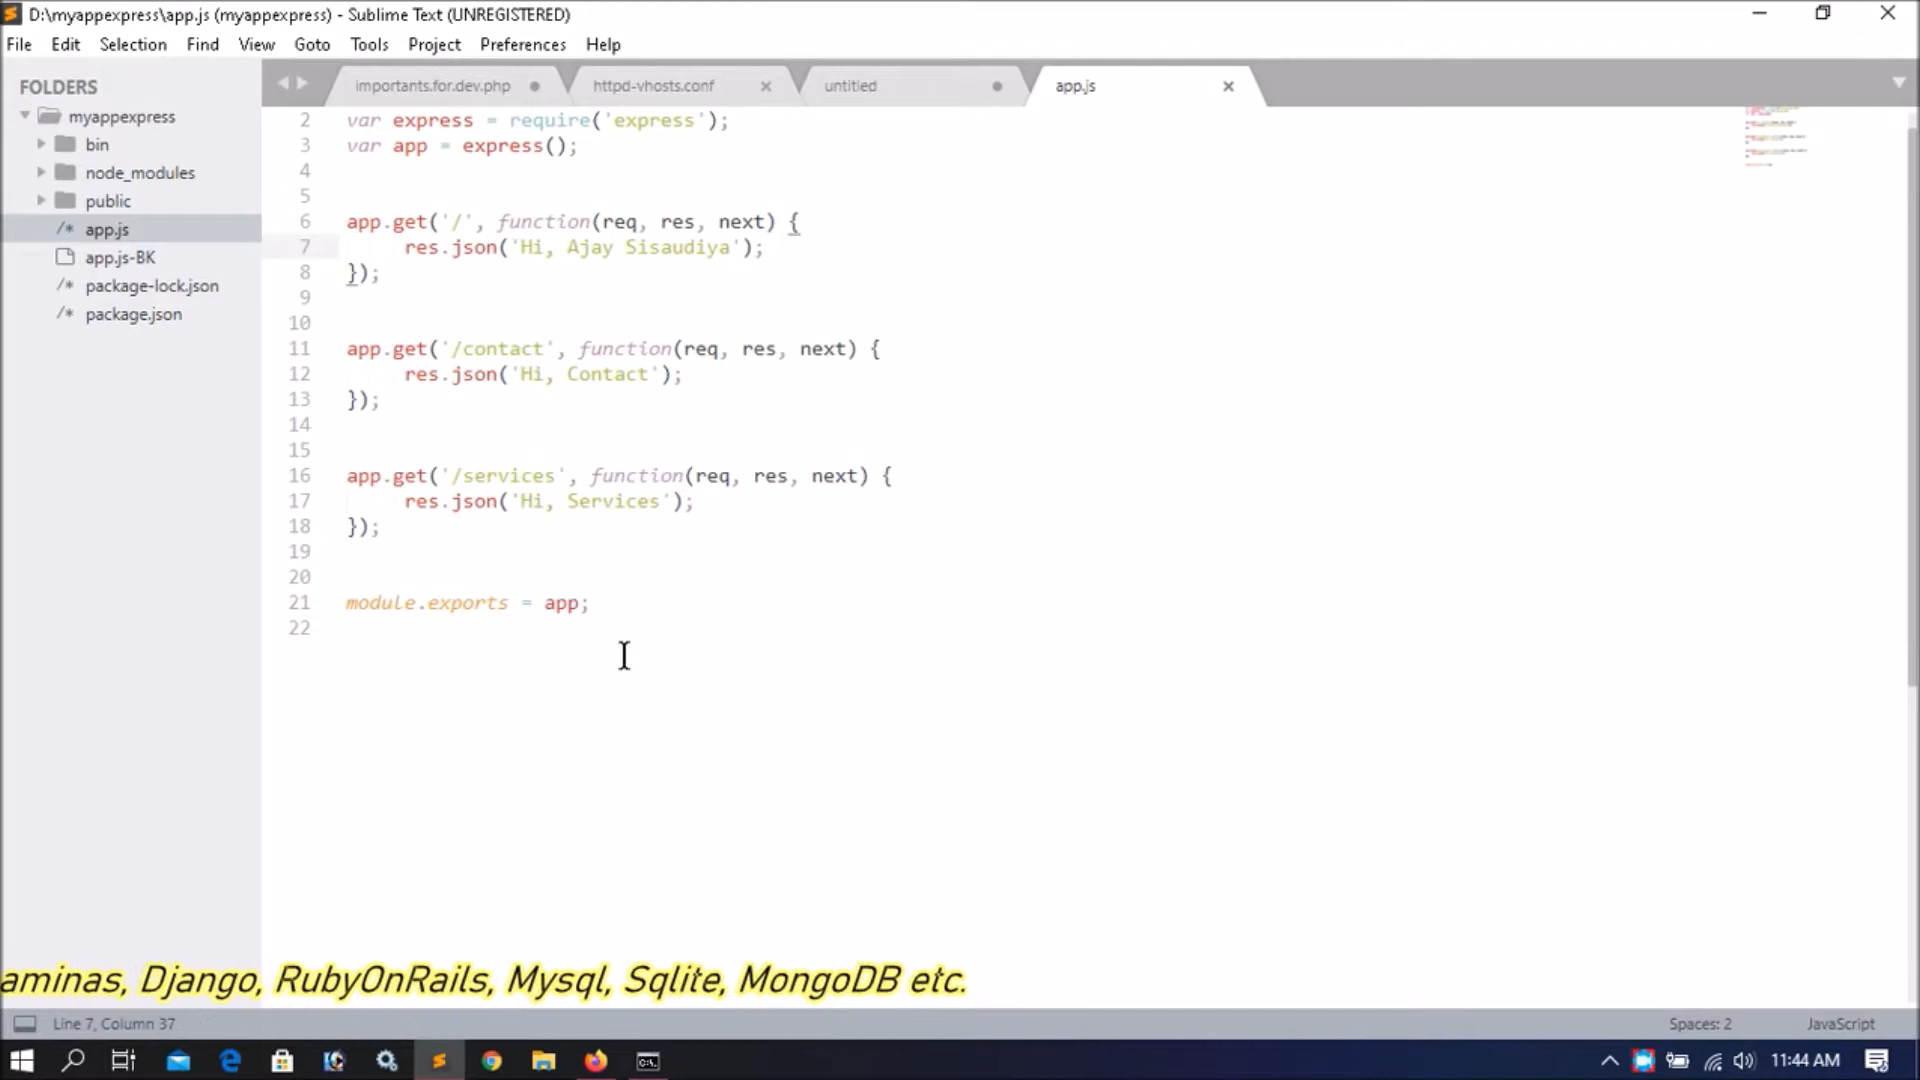 D:\myappexpress\app.js (myappexpress) - Sublime Text (UNREGISTERED)
File Edit Selection Find View Goto Tools Project Preferences Help
FOLDERS
myappexpress
bin
node_modules
public
/* app.js
app.js-BK
/* package-lock.json
/* package.json
importants.for.dev.php
httpd-vhosts.conf
untitled
app.js
2 var express = require('express');
3 var app = express();
4
5
6 app.get('/', function(req, res, next) {
7 res.json('Hi, Ajay Sisaudiya');
8 });
9
10
11 app.get('/contact', function(req, res, next) {
12 res.json('Hi, Contact');
13 });
14
15
16 app.get('/services', function(req, res, next) {
17 res.json('Hi, Services');
18 });
19
20
21 module.exports = app;
22
aminas, Django, RubyOnRails, Mysql, Sqlite, MongoDB etc.
Line 7, Column 37
Spaces: 2
JavaScript
11:44 AM